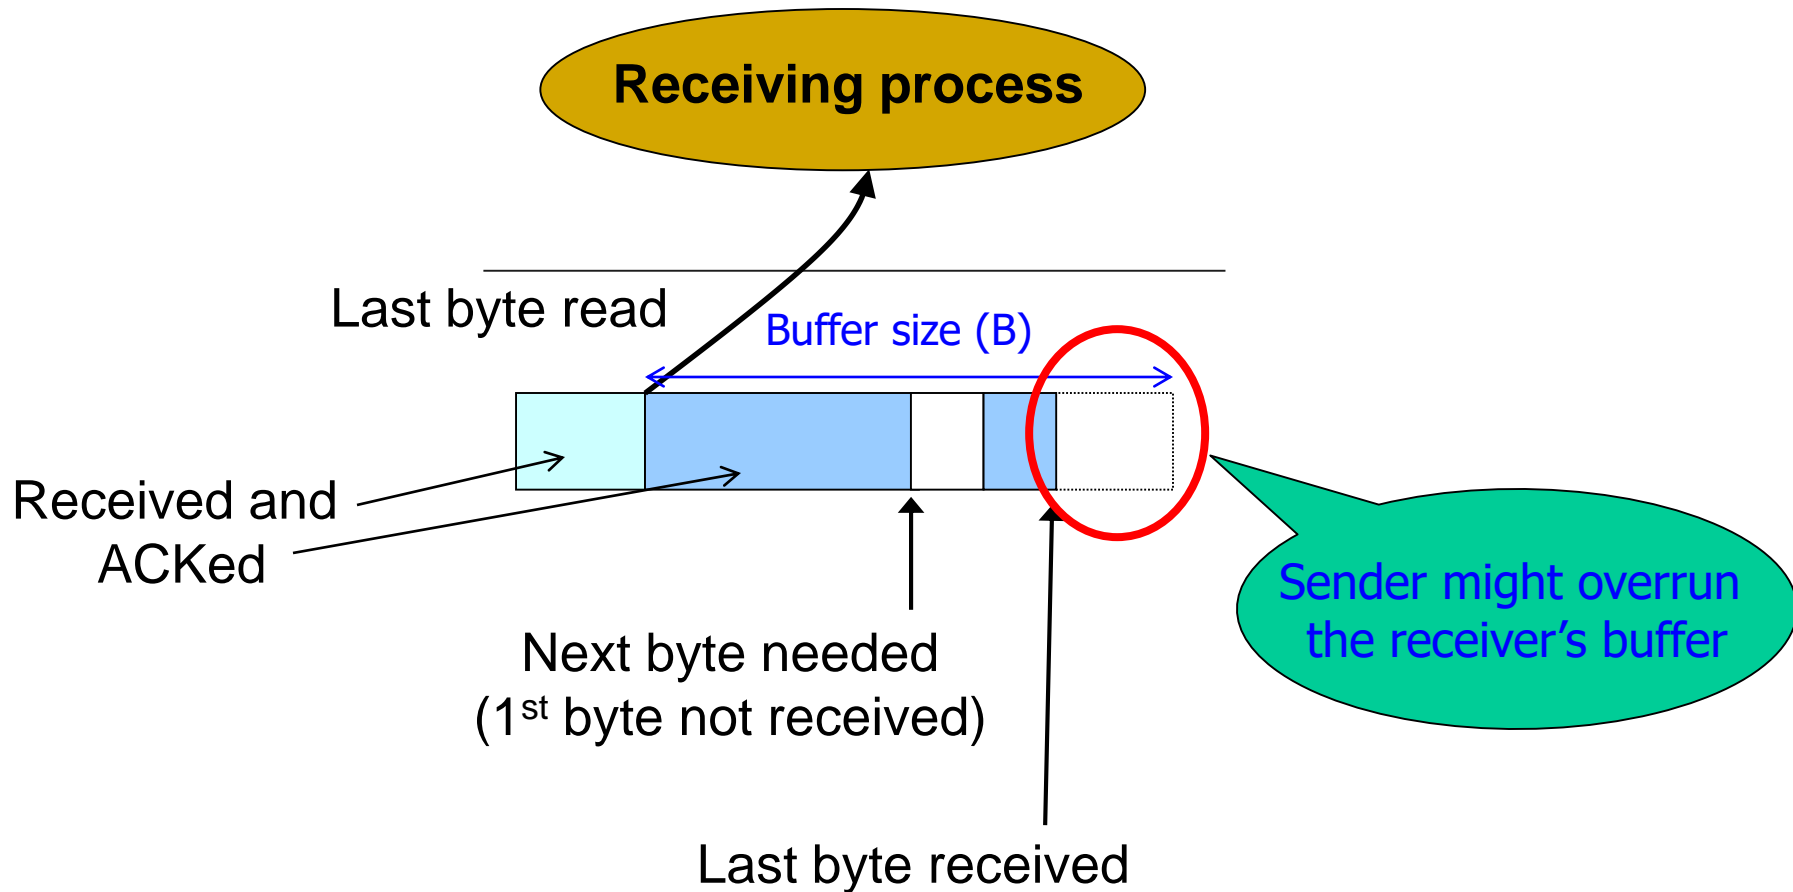 Receiving process
Last byte read
Buffer size (B)
Received and
ACKed
Sender might overrun
the receiver’s buffer
Next byte needed
(1st byte not received)
Last byte received